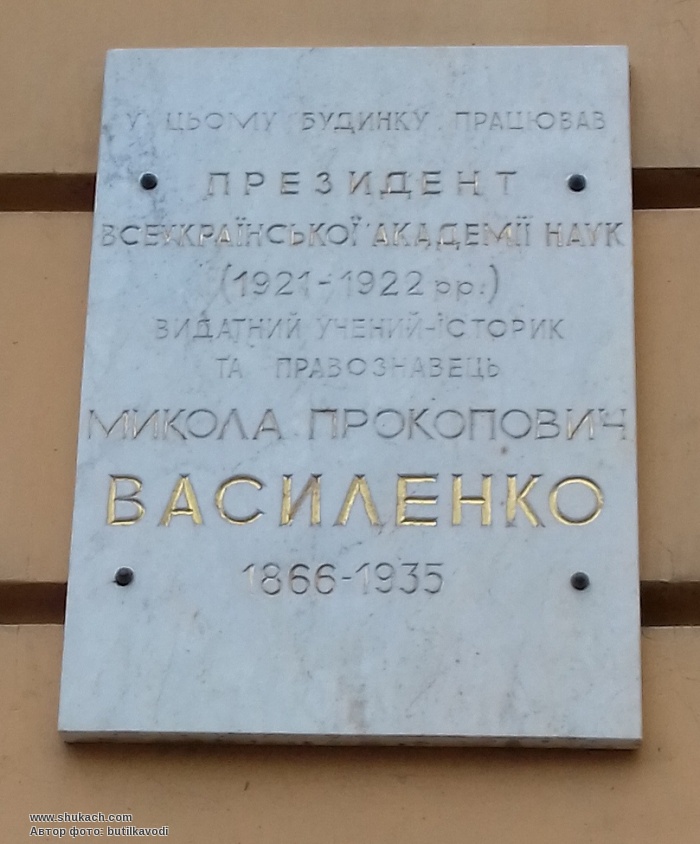 У ЦЬОМУ БУДИНКУ ПРАЦЮВАВ
ПРЕЗИДЕНТ
ВСЕУКРАЇНСЬКОЇ АКАДЕМІЇ НАУК
(1921-1922 рр.)
ВИДАТНИЙ УЧЕНИЙ-ІСТОРИК
ТА ПРАВОЗНАВЕЦЬ
МИКОЛА ПРОКОПОВИЧ
ВАСИЛЕНКО
1866-1935
www.shukach.com
Автор фото: butilkavodi